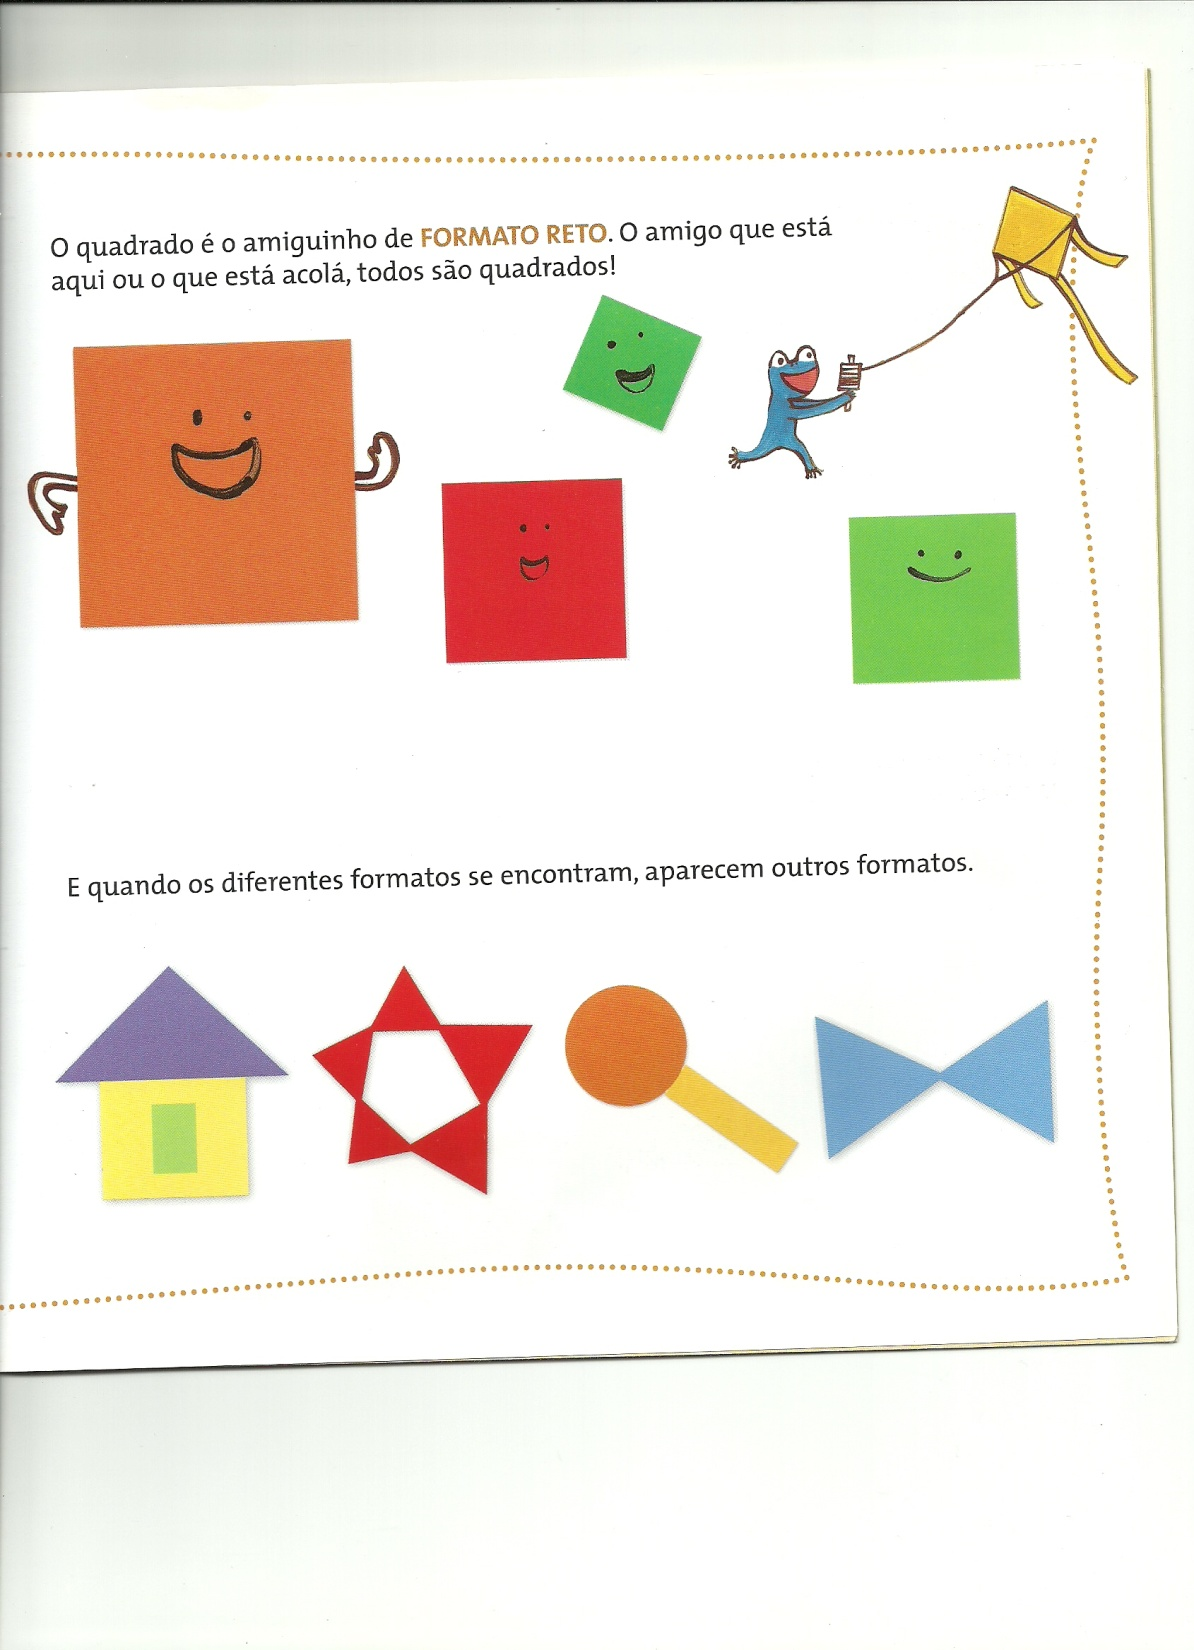 O quadrado é o amiguinho de FORMATO RETO. O amigo que está
aqui ou o que está acolá, todos são quadrados!
E quando os diferentes formatos se encontram, aparecem outros formatos.